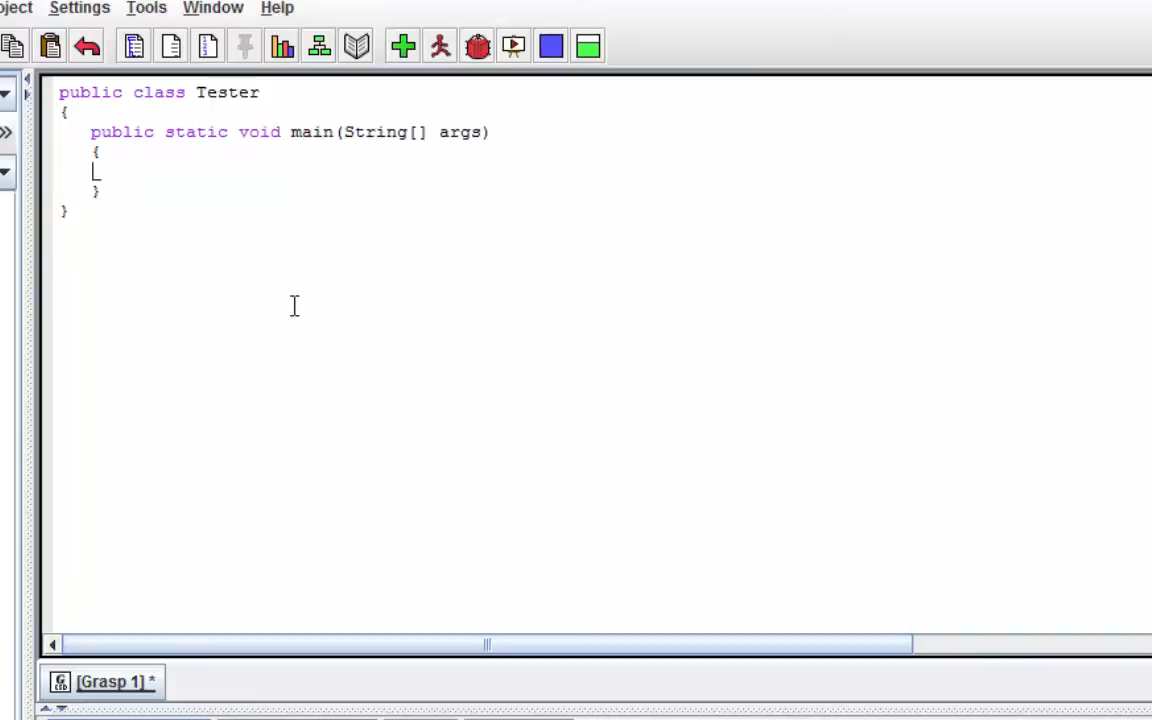 oject Settings Tools Window Help
public class Tester
{
public static void main(String[] args)
{
}
}
[Grasp 1] *